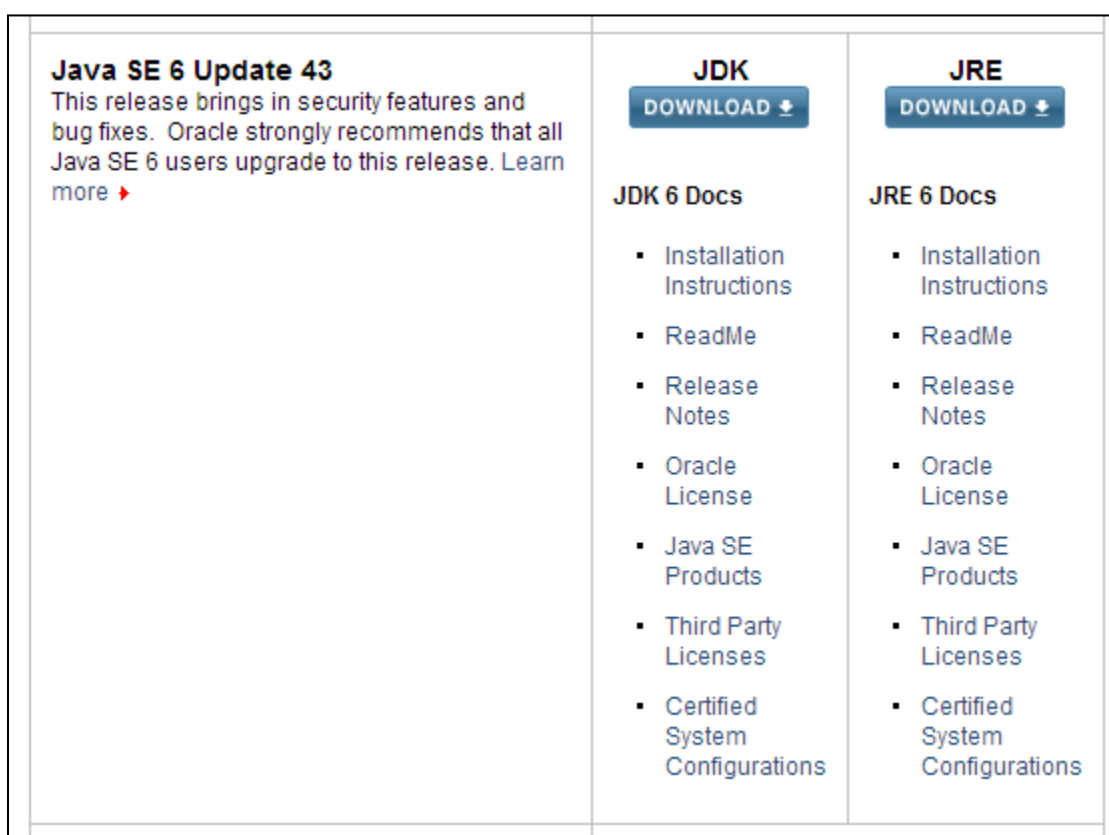 Java SE 6 Update 43
This release brings in security features and
bug fixes.  Oracle strongly recommends that all
Java SE 6 users upgrade to this release. Learn
more
JDK
DOWNLOAD
JDK 6 Docs
Installation
Instructions
ReadMe
Release
Notes
Oracle
License
Java SE
Products
Third Party
Licenses
Certified
System
Configurations
JRE
DOWNLOAD
JRE 6 Docs
Installation
Instructions
ReadMe
Release
Notes
Oracle
License
Java SE
Products
Third Party
Licenses
Certified
System
Configurations